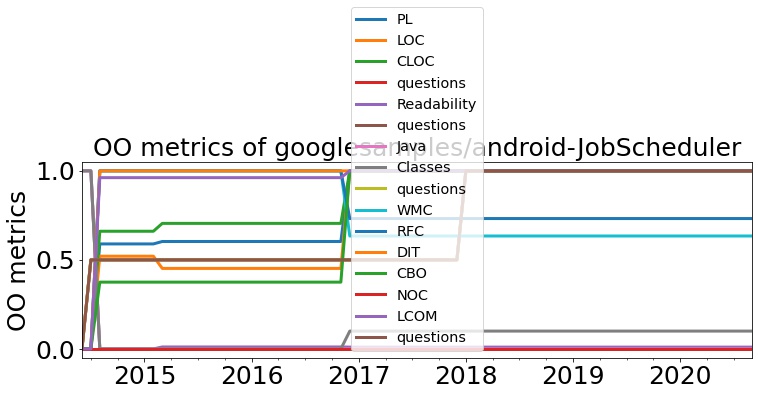 PL
LOC
CLOC
questions
Readability
questions
Java
Classes
questions
WMC
RFC
DIT
CBO
NOC
LCOM
questions
OO metrics of googlesamples/android-JobScheduler
OO metrics
1.0
0.5
0.0
2015 2016 2017 2018 2019 2020